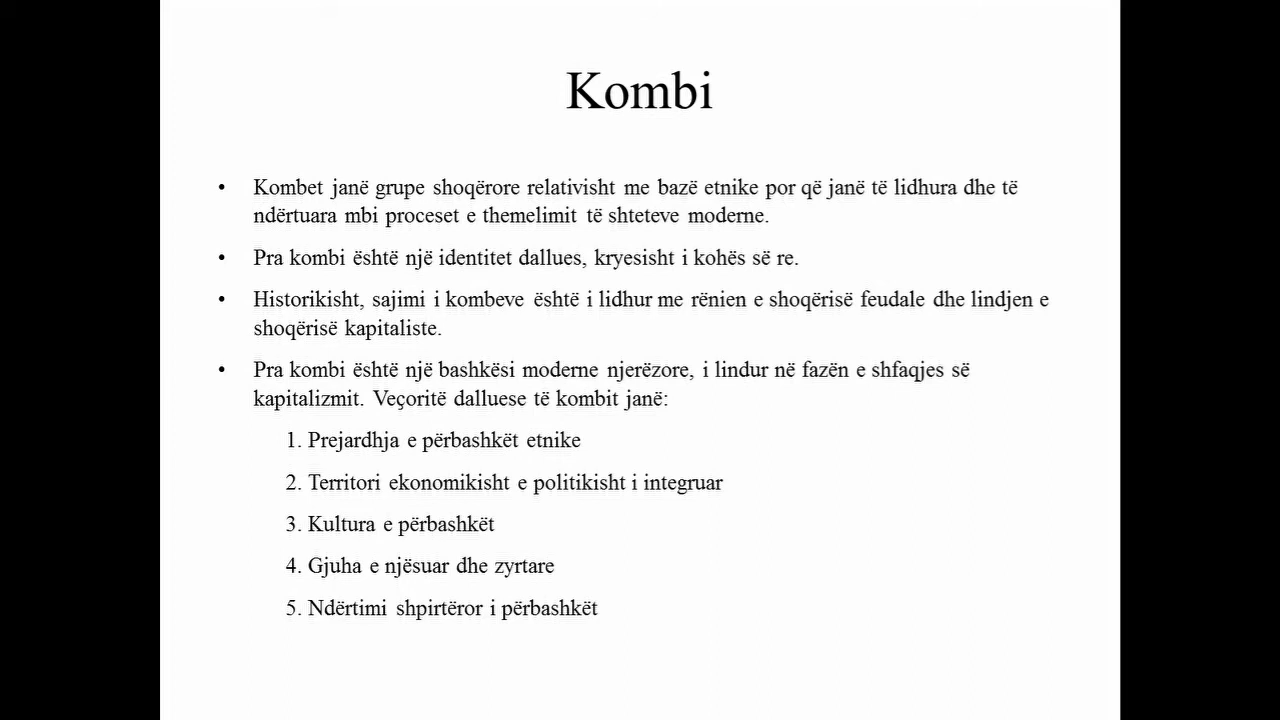 Kombi
• Kombet janë grupe shoqërore relativisht me bazë etnike por që janë të lidhura dhe të
ndërtuara mbi proceset e themelimit të shteteve moderne.
• Pra kombi është një identitet dallues, kryesisht i kohës së re.
• Historikisht, sajimi i kombeve është i lidhur me rënien e shoqërisë feudale dhe lindjen e
shoqërisë kapitaliste.
• Pra kombi është një bashkësi moderne njerëzore, i lindur në fazën e shfaqjes së
kapitalizmit. Veçoritë dalluese të kombit janë:
1. Prejardhja e përbashkët etnike
2. Territori ekonomikisht e politikisht i integruar
3. Kultura e përbashkët
4. Gjuha e njësuar dhe zyrtare
5. Ndërtimi shpirtëror i përbashkët